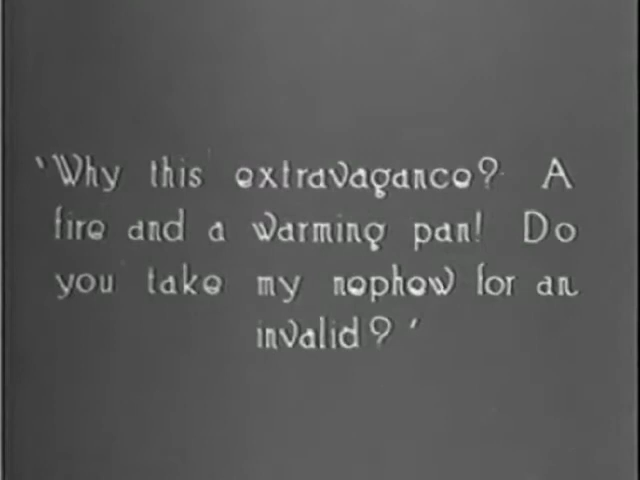 'Why this extravagance? A
fire and a warming pan! Do
you take my nephew for an
invalid?'